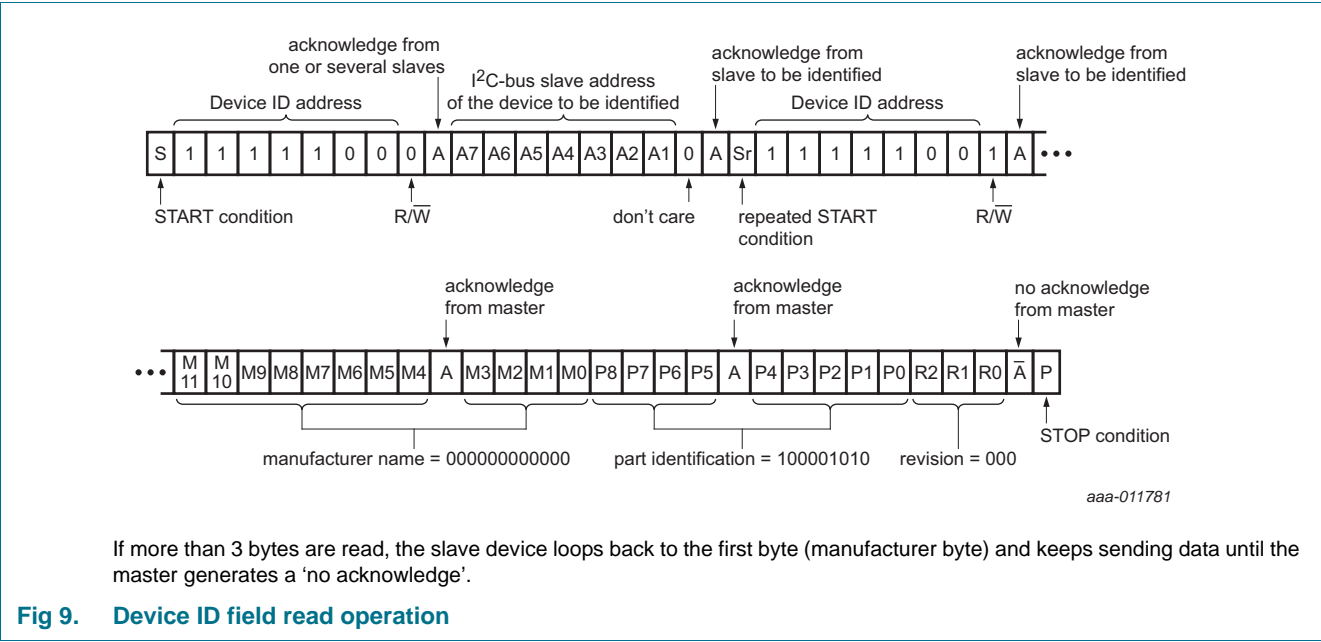 acknowledge from
one or several slaves
I2C-bus slave address
of the device to be identified
acknowledge from
slave to be identified
acknowledge from
slave to be identified
Device ID address
Device ID address
S 1 1 1 1 1 0 0 0 A A7 A6 A5 A4 A3 A2 A1 0 A Sr 1 1 1 1 1 0 0 1 A •••
START condition
R/W̅
don't care
repeated START
condition
R/W̅
acknowledge
from master
acknowledge
from master
no acknowledge
from master
••• M11 M10 M9 M8 M7 M6 M5 M4 A M3 M2 M1 M0 P8 P7 P6 P5 A P4 P3 P2 P1 P0 R2 R1 R0 A̅ P
STOP condition
manufacturer name = 000000000000
part identification = 100001010
revision = 000
aaa-011781
If more than 3 bytes are read, the slave device loops back to the first byte (manufacturer byte) and keeps sending data until the
master generates a ‘no acknowledge’.
Fig 9. Device ID field read operation